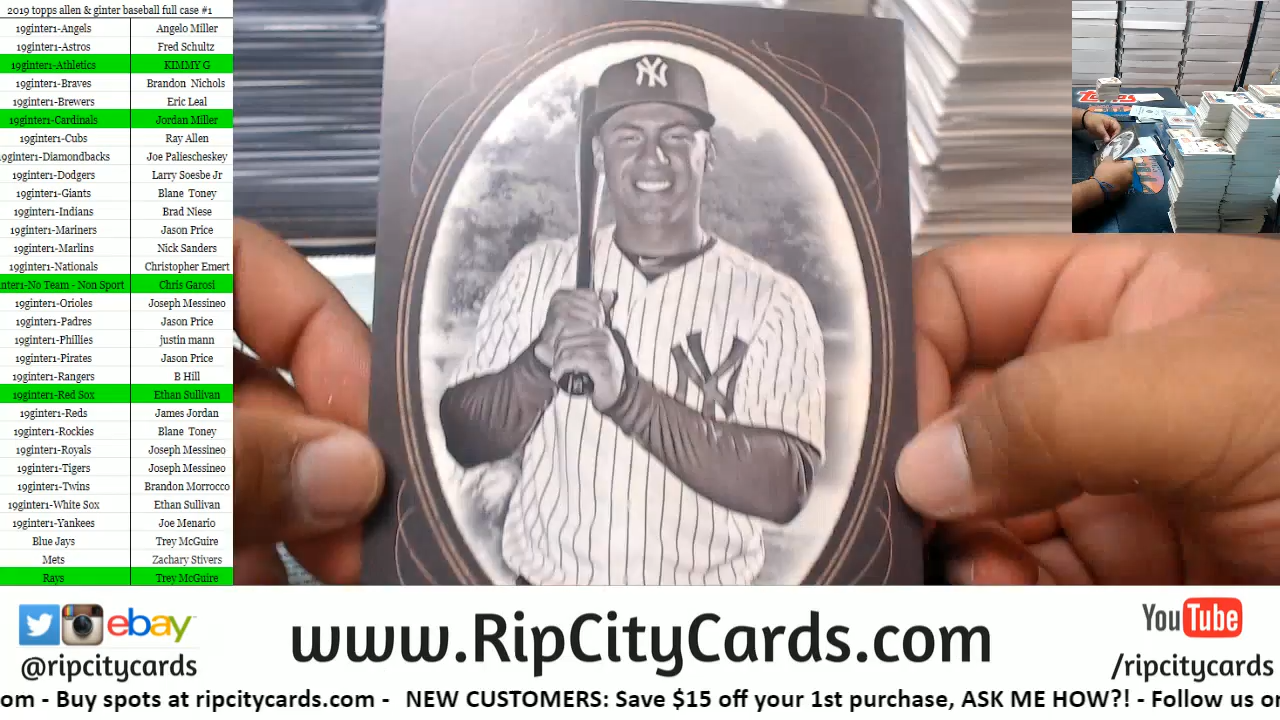 2019 topps allen & ginter baseball full case #1
19ginter1-Angels Angelo Miller
19ginter1-Astros Fred Schultz
19ginter1-Athletics KIMMY G
19ginter1-Braves Brandon Nichols
19ginter1-Brewers Eric Leal
19ginter1-Cardinals Jordan Miller
19ginter1-Cubs Ray Allen
9ginter1-Diamondbacks Joe Paliescheskey
19ginter1-Dodgers Larry Soesbe Jr
19ginter1-Giants Blane Toney
19ginter1-Indians Brad Niese
19ginter1-Mariners Jason Price
19ginter1-Marlins Nick Sanders
19ginter1-Nationals Christopher Emert
nter1-No Team - Non Sport Chris Garosi
19ginter1-Orioles Joseph Messineo
19ginter1-Padres Jason Price
19ginter1-Phillies justin mann
19ginter1-Pirates Jason Price
19ginter1-Rangers B Hill
19ginter1-Red Sox Ethan Sullivan
19ginter1-Reds James Jordan
19ginter1-Rockies Blane Toney
19ginter1-Royals Joseph Messineo
19ginter1-Tigers Joseph Messineo
19ginter1-Twins Brandon Morrocco
19ginter1-White Sox Ethan Sullivan
19ginter1-Yankees Joe Menario
Blue Jays Trey McGuire
Mets Zachary Stivers
Rays Trey McGuire
NY
NY
Topps
ebay
@ripcitycards
www.RipCityCards.com
YouTube
/ripcitycards
om - Buy spots at ripcitycards.com - NEW CUSTOMERS: Save $15 off your 1st purchase, ASK ME HOW?! - Follow us on